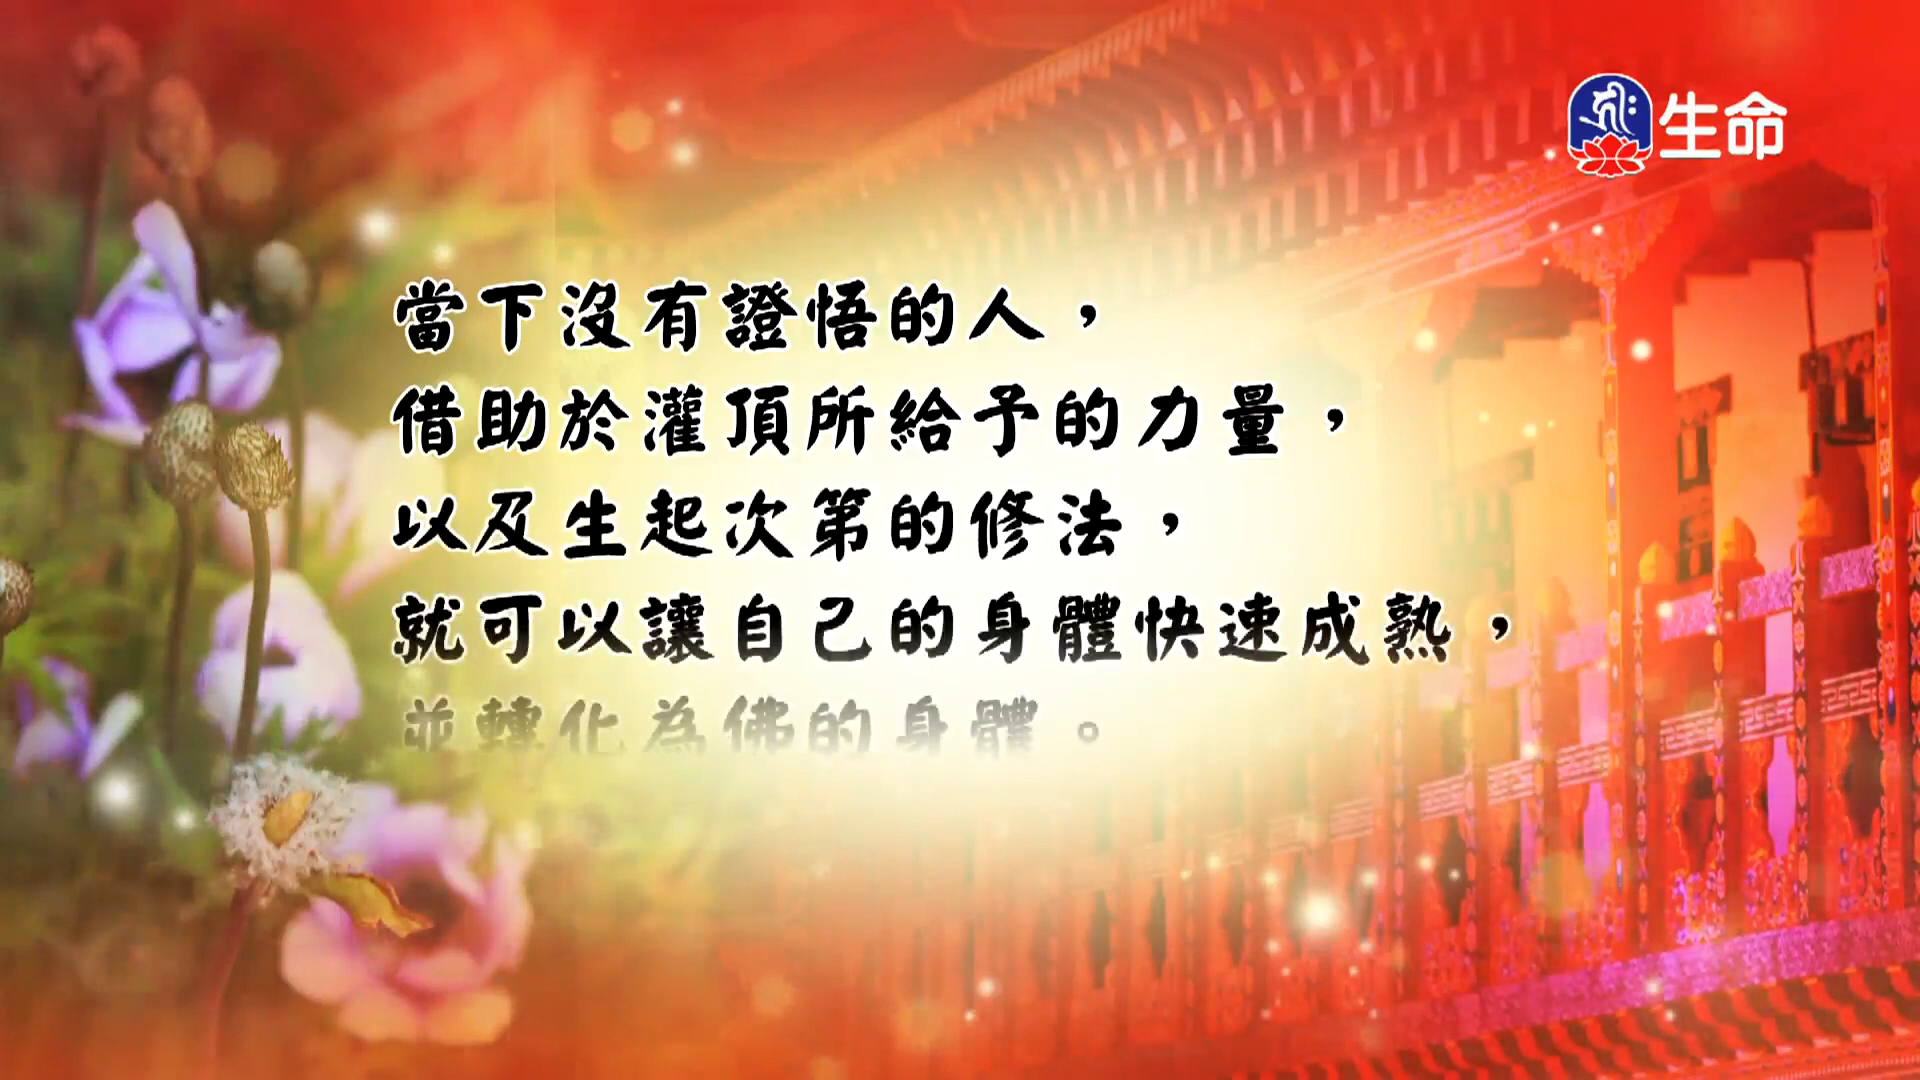 生命
當下沒有證悟的人，
借助於灌頂所給予的力量，
以及生起次第的修法，
就可以讓自己的身體快速成熟，
並轉化為佛的身體。